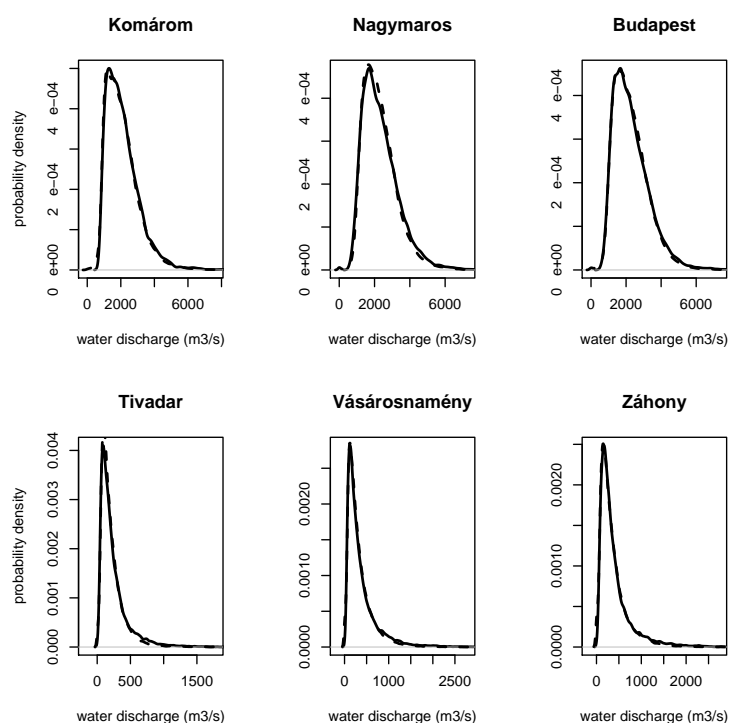 Komárom Nagymaros Budapest
probability density
0 e+00 2 e−04 4 e−04
0 e+00 2 e−04 4 e−04
0 e+00 2 e−04 4 e−04
0 2000 6000
0 2000 6000
0 2000 6000
water discharge (m3/s) water discharge (m3/s) water discharge (m3/s)
Tivadar Vásárosnamény Záhony
probability density
0.000 0.001 0.002 0.003 0.004
0.0000 0.0010 0.0020
0.0000 0.0010 0.0020
0 500 1500
0 1000 2500
0 1000 2000
water discharge (m3/s) water discharge (m3/s) water discharge (m3/s)